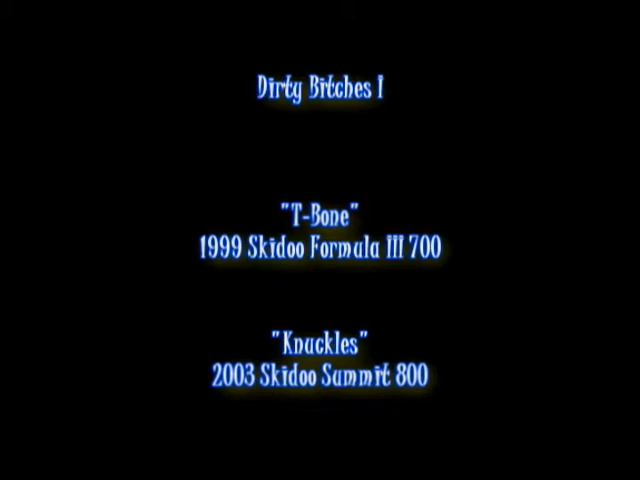 Dirty Bitches I
"T-Bone"
1999 Skidoo Formula III 700
"Knuckles"
2003 Skidoo Summit 800